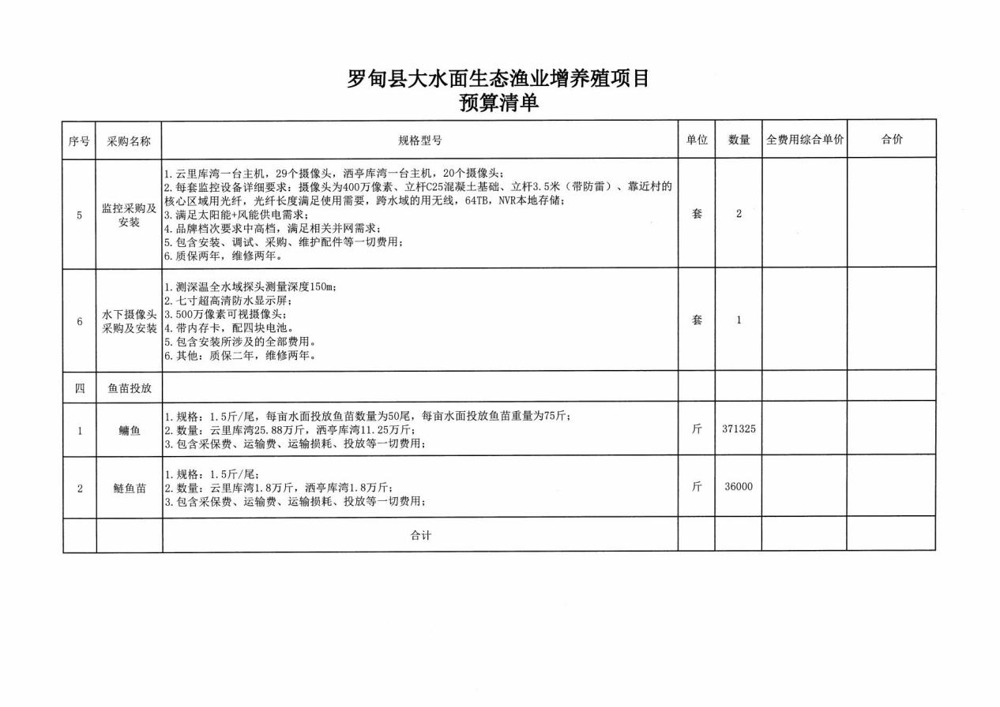 罗甸县大水面生态渔业增养殖项目
预算清单
序号 采购名称 规格型号 单位 数量 全费用综合单价 合价
5 监控采购及安装 套 2
1.云里库湾一台主机，29个摄像头，洒亭库湾一台主机，20个摄像头；
2.每套监控设备详细要求：摄像头为400万像素、立杆C25混凝土基础、立杆3.5米（带防雷）、靠近村的
核心区域用光纤，光纤长度满足使用需要，跨水域的用无线，64TB，NVR本地存储；
3.满足太阳能+风能供电需求；
4.品牌档次要求中高档，满足相关并网需求；
5.包含安装、调试、采购、维护配件等一切费用；
6.质保两年，维修两年。
6 水下摄像头采购及安装 套 1
1.测深温全水域探头测量深度150m；
2.七寸超高清防水显示屏；
3.500万像素可视摄像头；
4.带内存卡，配四块电池。
5.包含安装所涉及的全部费用。
6.其他：质保二年，维修两年。
四 鱼苗投放
1 鳙鱼 斤 371325
1.规格：1.5斤/尾，每亩水面投放鱼苗数量为50尾，每亩水面投放鱼苗重量为75斤；
2.数量：云里库湾25.88万斤，洒亭库湾11.25万斤；
3.包含采保费、运输费、运输损耗、投放等一切费用；
2 鲢鱼苗 斤 36000
1.规格：1.5斤/尾；
2.数量：云里库湾1.8万斤，洒亭库湾1.8万斤；
3.包含采保费、运输费、运输损耗、投放等一切费用；
合计